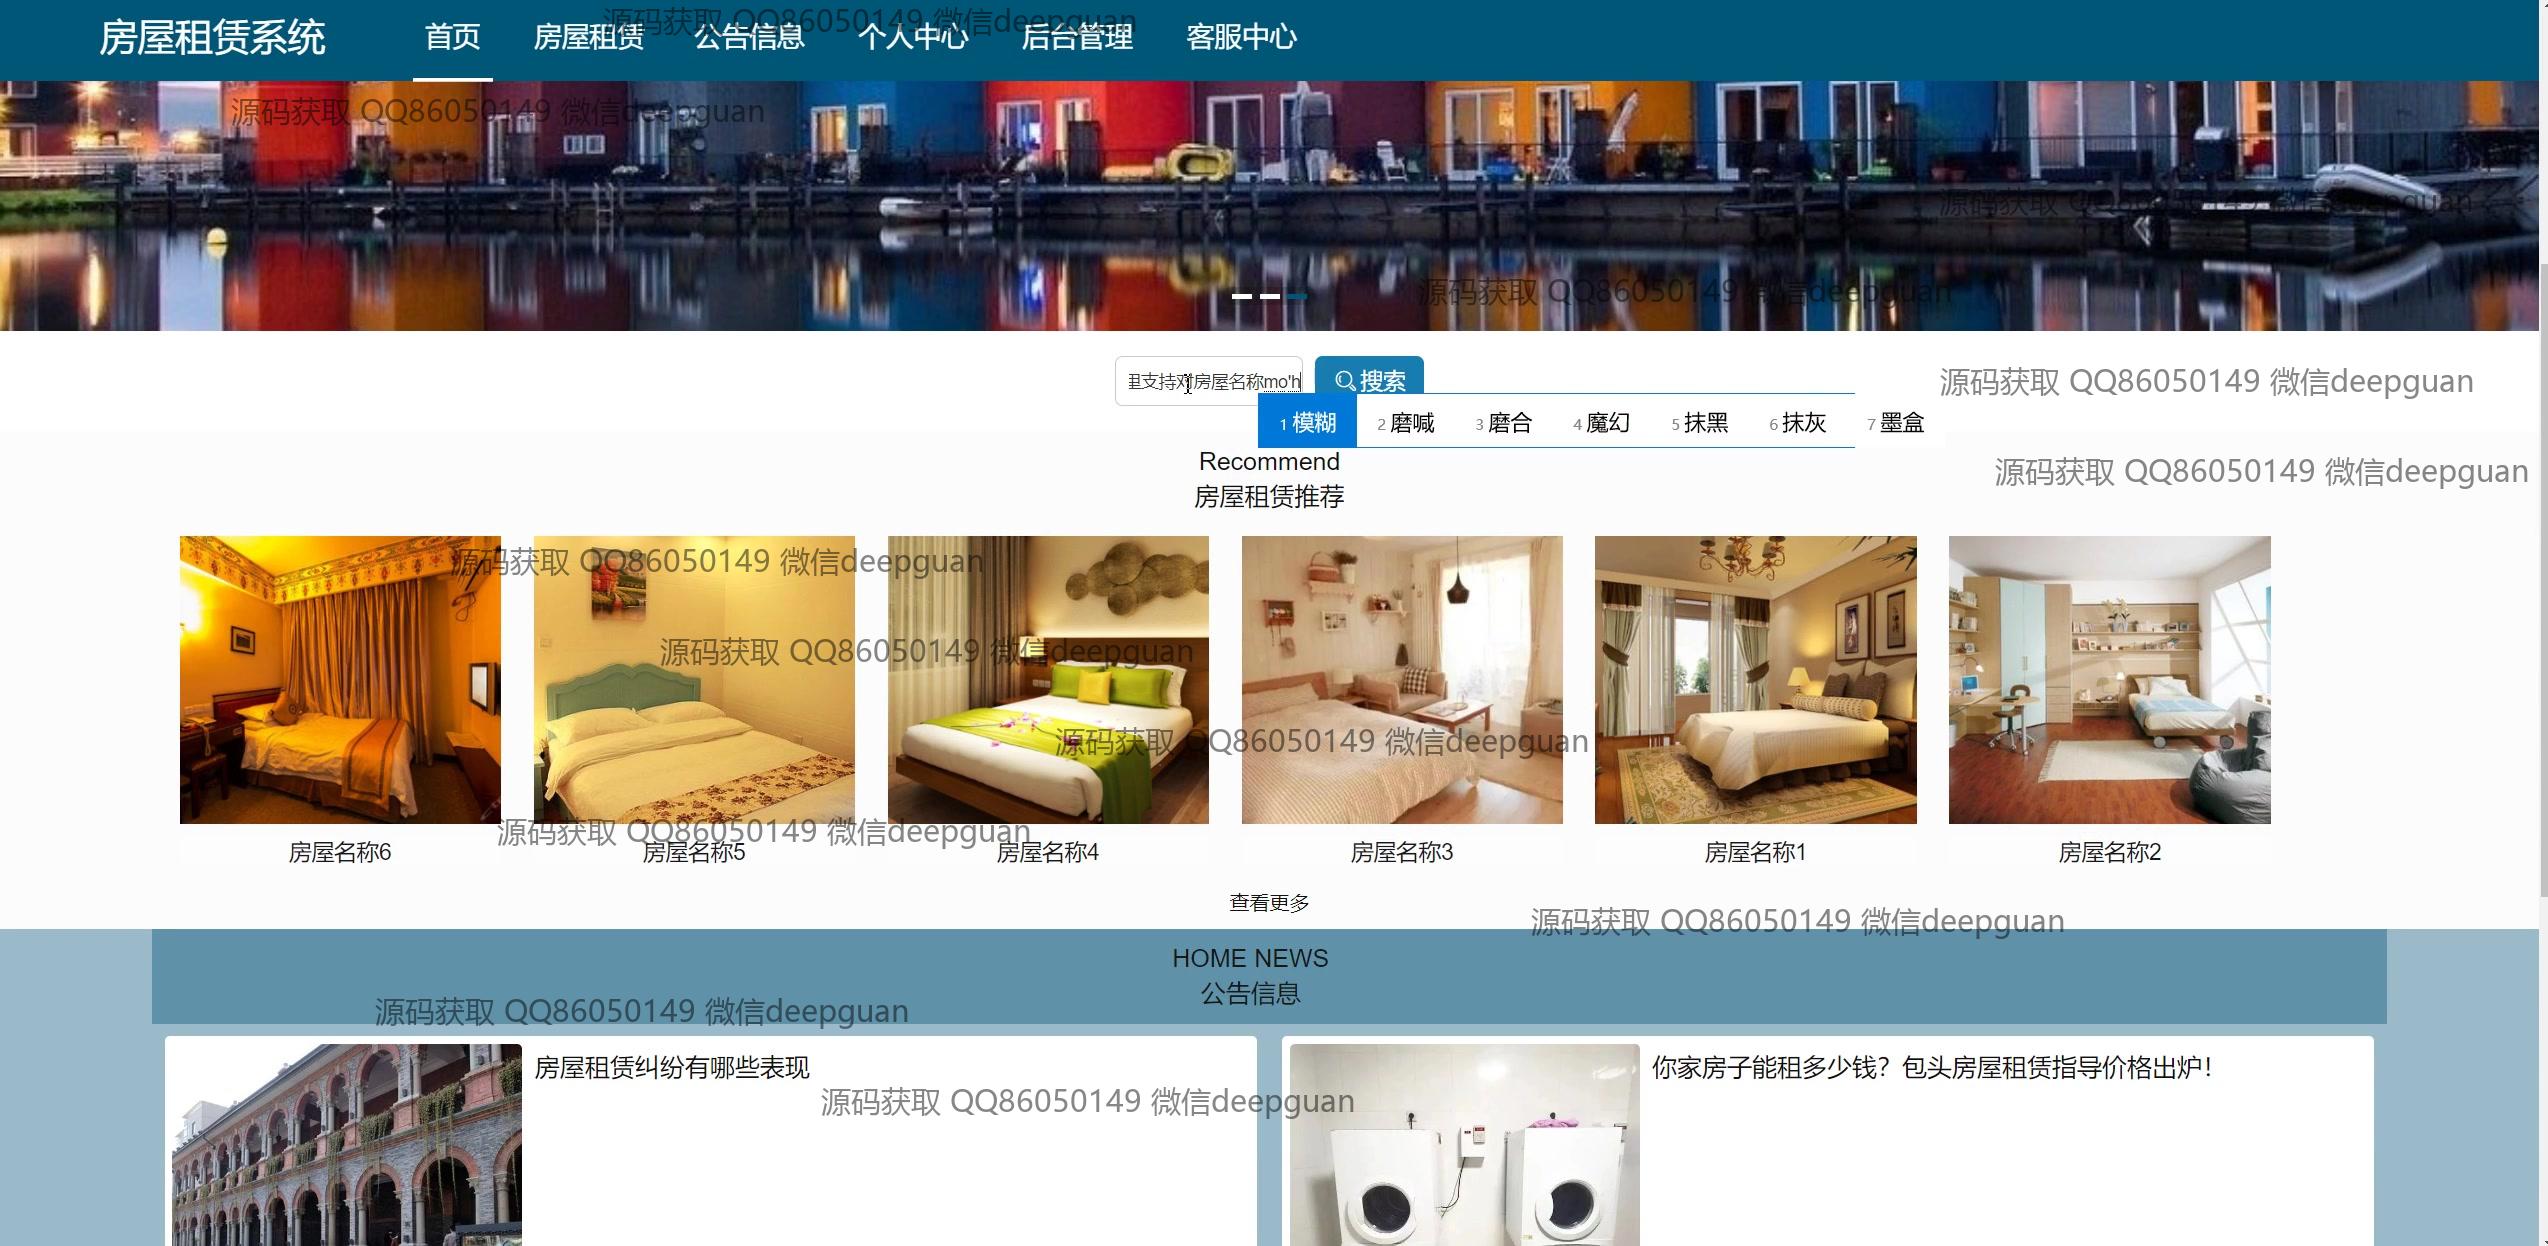 房屋租赁系统 首页 房屋租赁 公告信息 个人中心 后台管理 客服中心
源码获取 QQ86050149 微信deepguan
源码获取 QQ86050149 微信deepguan
源码获取 QQ86050149 微信deepguan
源码获取 QQ86050149 微信deepguan
支持对房屋名称mo'h 搜索
源码获取 QQ86050149 微信deepguan
1 模糊 2 磨喊 3 磨合 4 魔幻 5 抹黑 6 抹灰 7 墨盒
Recommend
源码获取 QQ86050149 微信deepguan
房屋租赁推荐
源码获取 QQ86050149 微信deepguan
源码获取 QQ86050149 微信deepguan
源码获取 QQ86050149 微信deepguan
源码获取 QQ86050149 微信deepguan
房屋名称6 房屋名称5 房屋名称4 房屋名称3 房屋名称1 房屋名称2
查看更多
源码获取 QQ86050149 微信deepguan
HOME NEWS
公告信息
源码获取 QQ86050149 微信deepguan
房屋租赁纠纷有哪些表现 你家房子能租多少钱？包头房屋租赁指导价格出炉！
源码获取 QQ86050149 微信deepguan